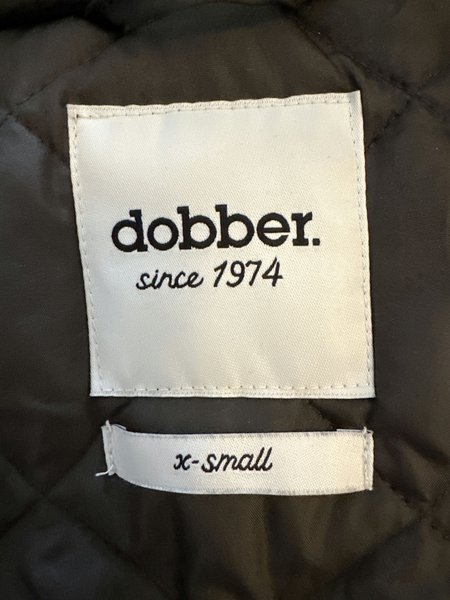 dobber.
since 1974
x-small